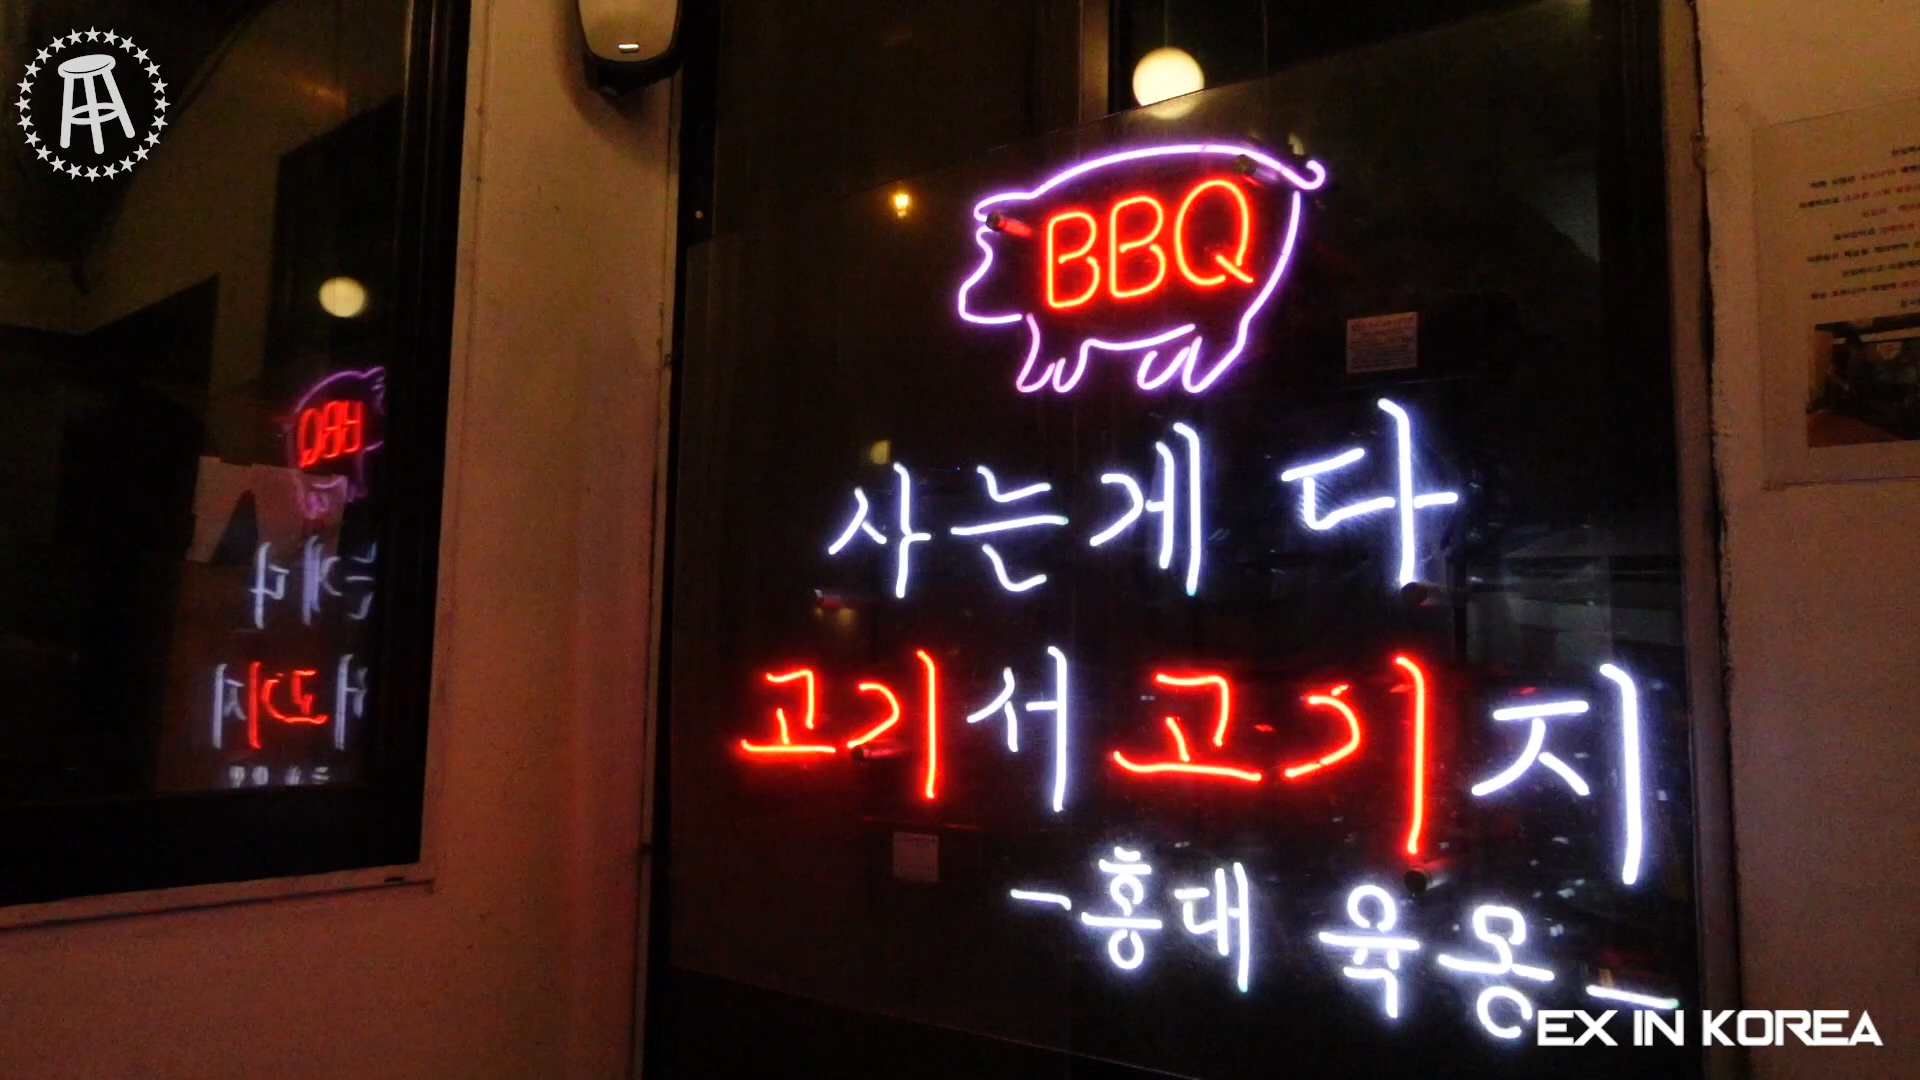 BBQ
사는게 다
고기서 고기지
-홍대 육몽-
EX IN KOREA